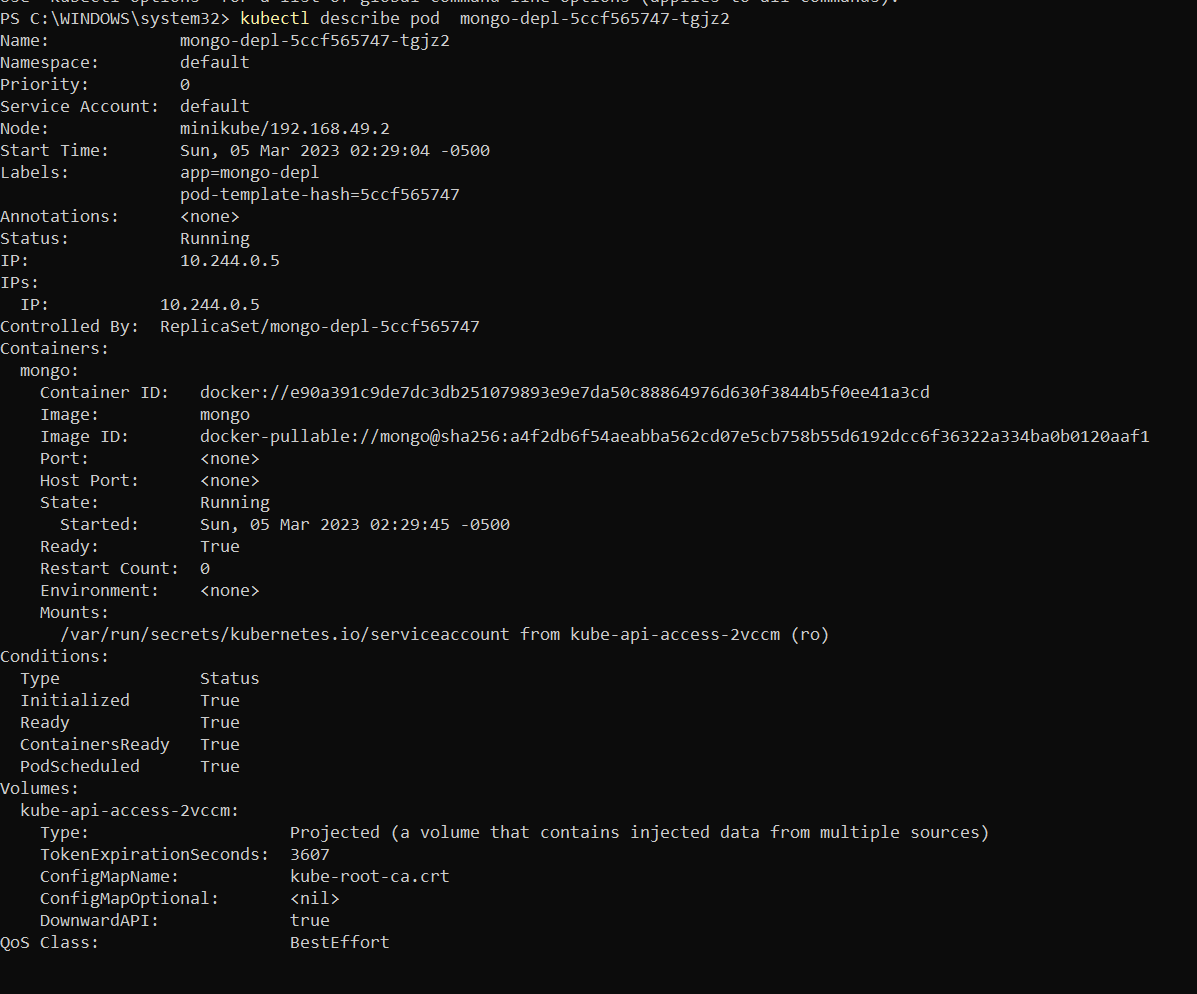 PS C:\WINDOWS\system32> kubectl describe pod  mongo-depl-5ccf565747-tgjz2
Name:             mongo-depl-5ccf565747-tgjz2
Namespace:        default
Priority:         0
Service Account:  default
Node:             minikube/192.168.49.2
Start Time:       Sun, 05 Mar 2023 02:29:04 -0500
Labels:           app=mongo-depl
                  pod-template-hash=5ccf565747
Annotations:      <none>
Status:           Running
IP:               10.244.0.5
IPs:
  IP:           10.244.0.5
Controlled By:  ReplicaSet/mongo-depl-5ccf565747
Containers:
  mongo:
    Container ID:   docker://e90a391c9de7dc3db251079893e9e7da50c88864976d630f3844b5f0ee41a3cd
    Image:          mongo
    Image ID:       docker-pullable://mongo@sha256:a4f2db6f54aeabba562cd07e5cb758b55d6192dcc6f36322a334ba0b0120aaf1
    Port:           <none>
    Host Port:      <none>
    State:          Running
      Started:      Sun, 05 Mar 2023 02:29:45 -0500
    Ready:          True
    Restart Count:  0
    Environment:    <none>
    Mounts:
      /var/run/secrets/kubernetes.io/serviceaccount from kube-api-access-2vccm (ro)
Conditions:
  Type              Status
  Initialized       True
  Ready             True
  ContainersReady   True
  PodScheduled      True
Volumes:
  kube-api-access-2vccm:
    Type:                    Projected (a volume that contains injected data from multiple sources)
    TokenExpirationSeconds:  3607
    ConfigMapName:           kube-root-ca.crt
    ConfigMapOptional:       <nil>
    DownwardAPI:             true
QoS Class:                   BestEffort